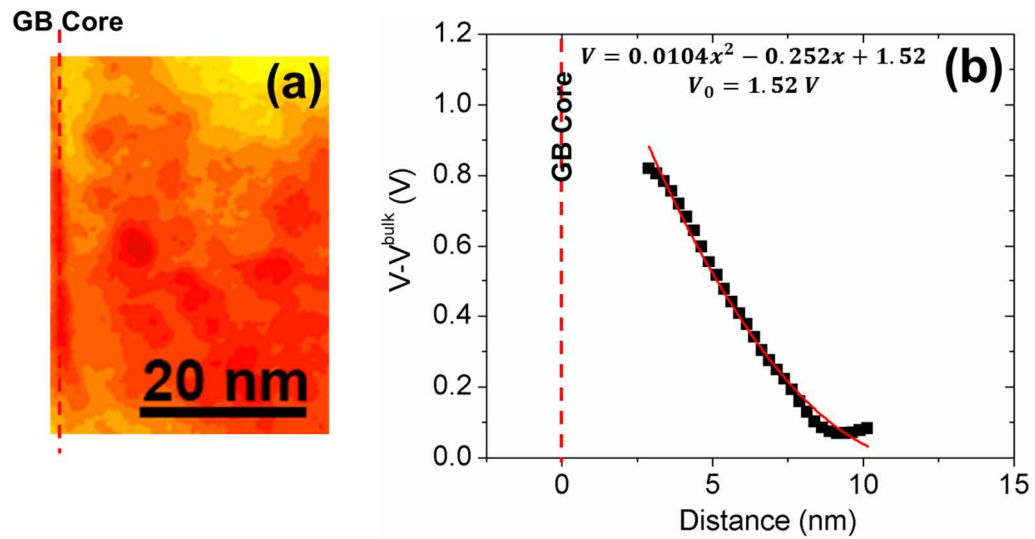 GB Core
(a)
20 nm
(b)
V = 0.0104x² − 0.252x + 1.52
V₀ = 1.52 V
GB Core
V-V^bulk (V)
1.2
1.0
0.8
0.6
0.4
0.2
0.0
0 5 10 15
Distance (nm)